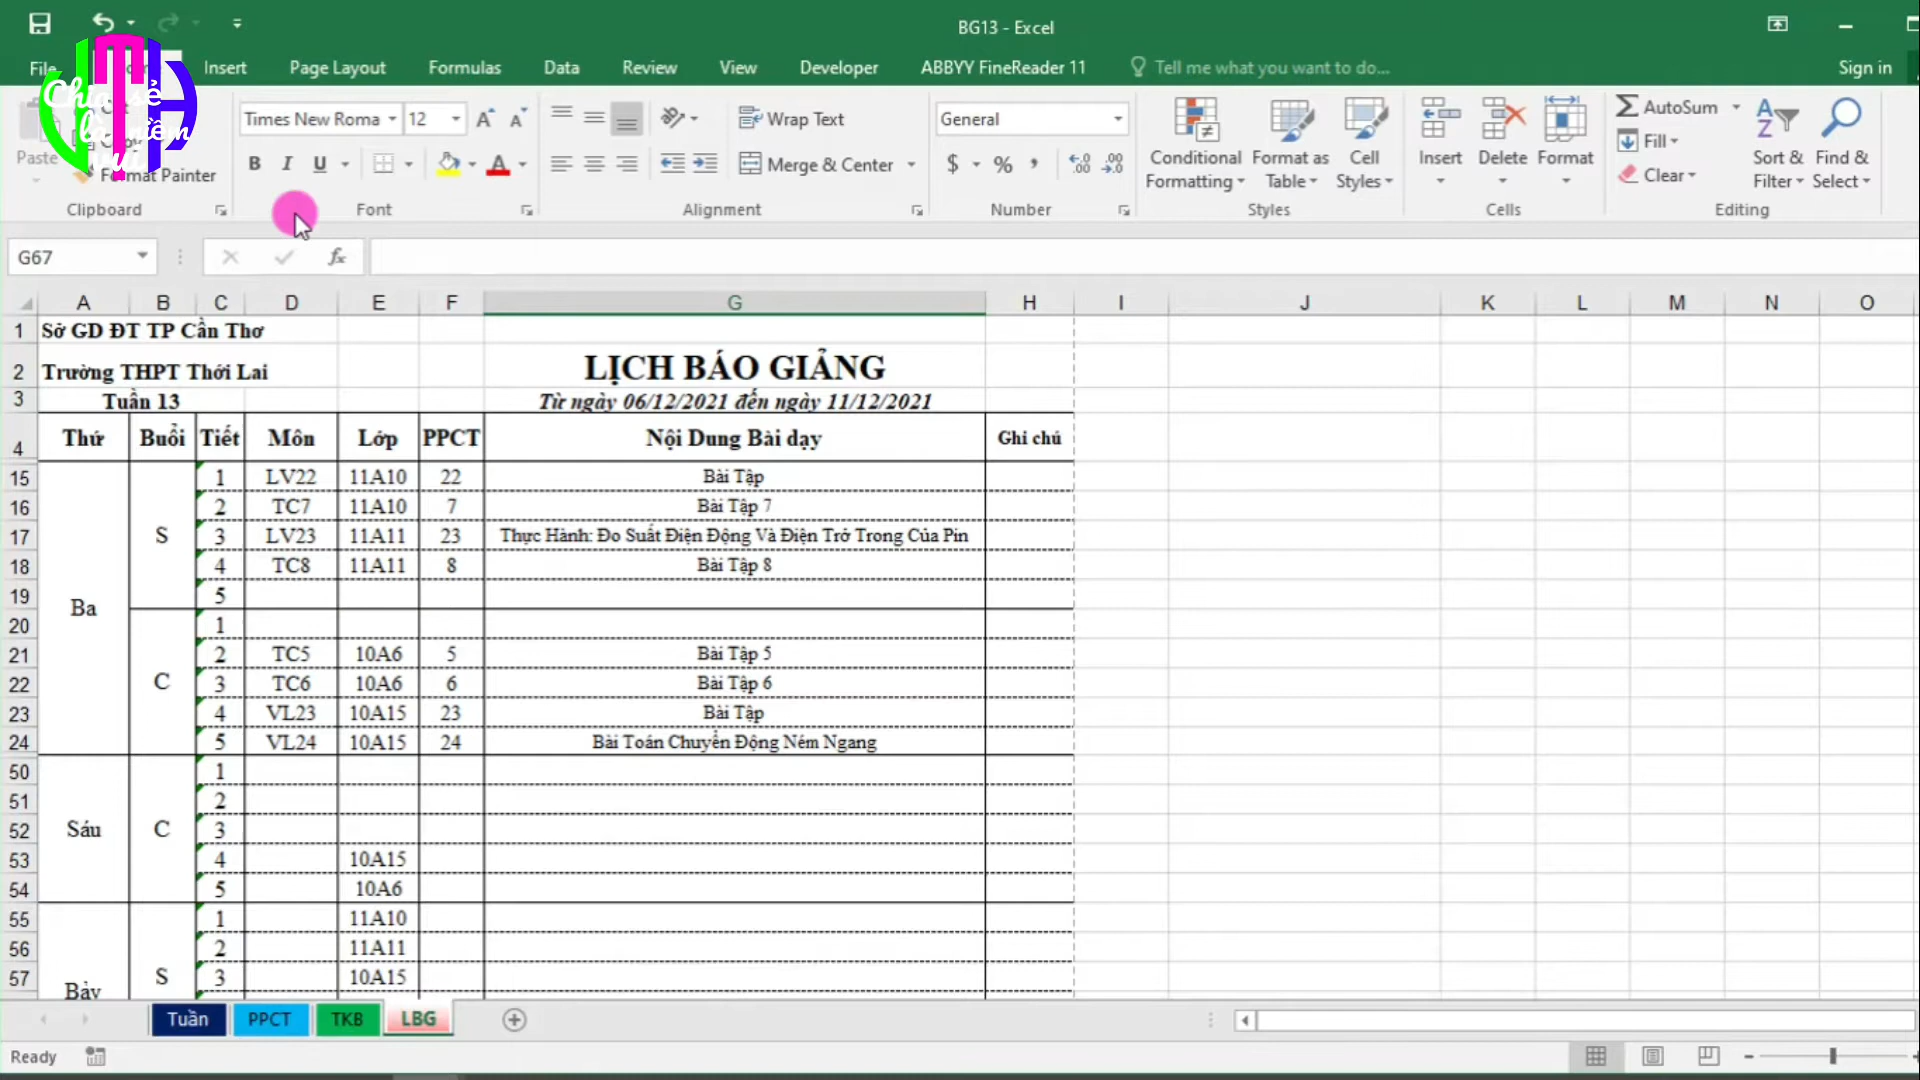 BG13 - Excel
File Insert Page Layout Formulas Data Review View Developer ABBYY FineReader 11 Tell me what you want to do... Sign in
Chia sẻ
là niềm
vui
Paste
Format Painter
Times New Roma 12
B I U
Wrap Text
Merge & Center
General
$ % ,
Conditional Formatting
Format as Table
Cell Styles
Insert Delete Format
AutoSum
Fill
Clear
Sort & Filter
Find & Select
Clipboard Font Alignment Number Styles Cells Editing
G67 fx
A B C D E F G H I J K L M N O
1 Sở GD ĐT TP Cần Thơ
2 Trường THPT Thới Lai LỊCH BÁO GIẢNG
3 Tuần 13 Từ ngày 06/12/2021 đến ngày 11/12/2021
4 Thứ Buổi Tiết Môn Lớp PPCT Nội Dung Bài dạy Ghi chú
15 1 LV22 11A10 22 Bài Tập
16 2 TC7 11A10 7 Bài Tập 7
17 S 3 LV23 11A11 23 Thực Hành: Đo Suất Điện Động Và Điện Trở Trong Của Pin
18 4 TC8 11A11 8 Bài Tập 8
19 Ba 5
20 1
21 2 TC5 10A6 5 Bài Tập 5
22 C 3 TC6 10A6 6 Bài Tập 6
23 4 VL23 10A15 23 Bài Tập
24 5 VL24 10A15 24 Bài Toán Chuyển Động Ném Ngang
50 1
51 2
52 Sáu C 3
53 4 10A15
54 5 10A6
55 1 11A10
56 2 11A11
57 Bảy S 3 10A15
Tuần PPCT TKB LBG
Ready